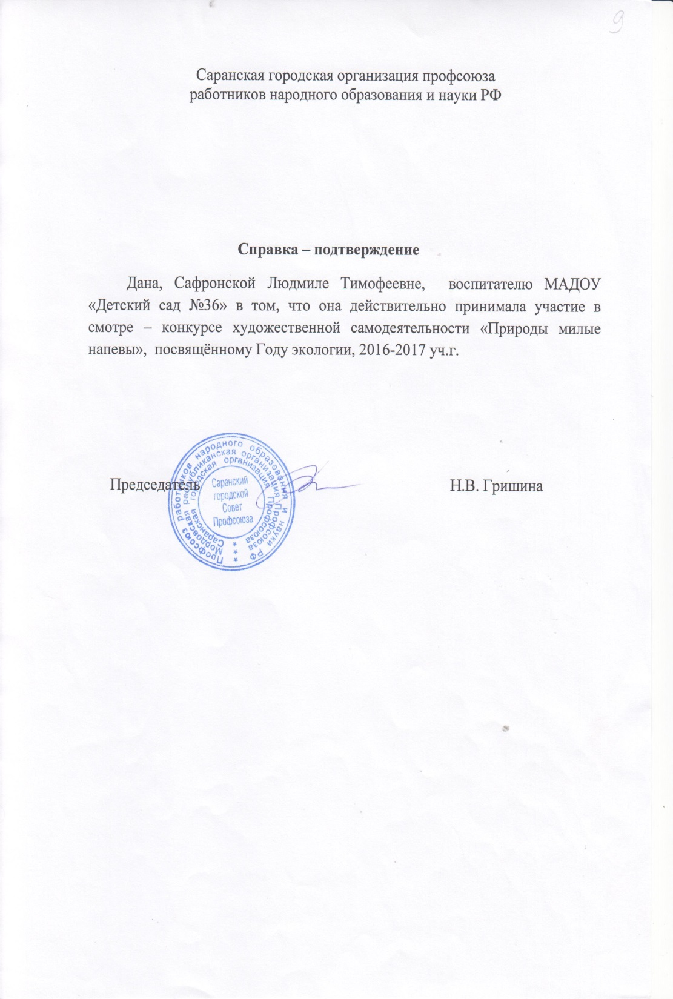 9
Саранская городская организация профсоюза
работников народного образования и науки РФ
Справка – подтверждение
Дана, Сафронской Людмиле Тимофеевне, воспитателю МАДОУ
«Детский сад №36» в том, что она действительно принимала участие в
смотре – конкурсе художественной самодеятельности «Природы милые
напевы», посвящённому Году экологии, 2016-2017 уч.г.
Председатель
Н.В. Гришина
Профсоюз работников народного образования и науки РФ
Мордовская республиканская организация Профсоюза
Саранская городская организация Профсоюза
Саранский
городской
Совет
Профсоюза